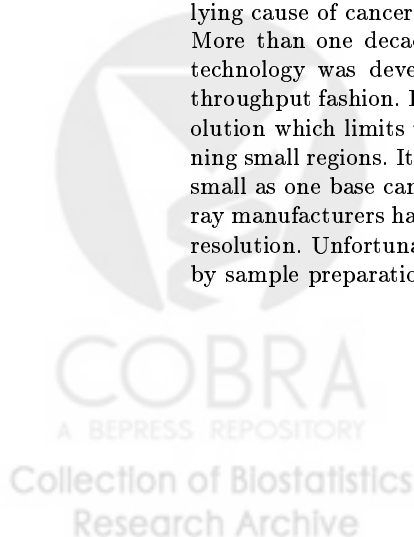 lying cause of cancer
More than one deca
technology was deve
throughput fashion.
olution which limits
ning small regions. It
small as one base can
ray manufacturers ha
resolution. Unfortuna
by sample preparatio
COBRA
A BEPRESS REPOSITORY
Collection of Biostatistics
Research Archive